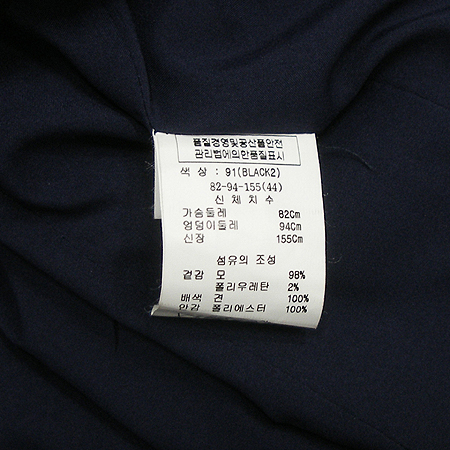 품질경영및공산품안전
관리법에의한품질표시
색 상 : 91(BLACK2)
82-94-155(44)
신 체 치 수
가슴둘레 82Cm
엉덩이둘레 94Cm
신장 155Cm
섬유의 조성
겉감 모 98%
폴리우레탄 2%
배색 견 100%
안감 폴리에스터 100%